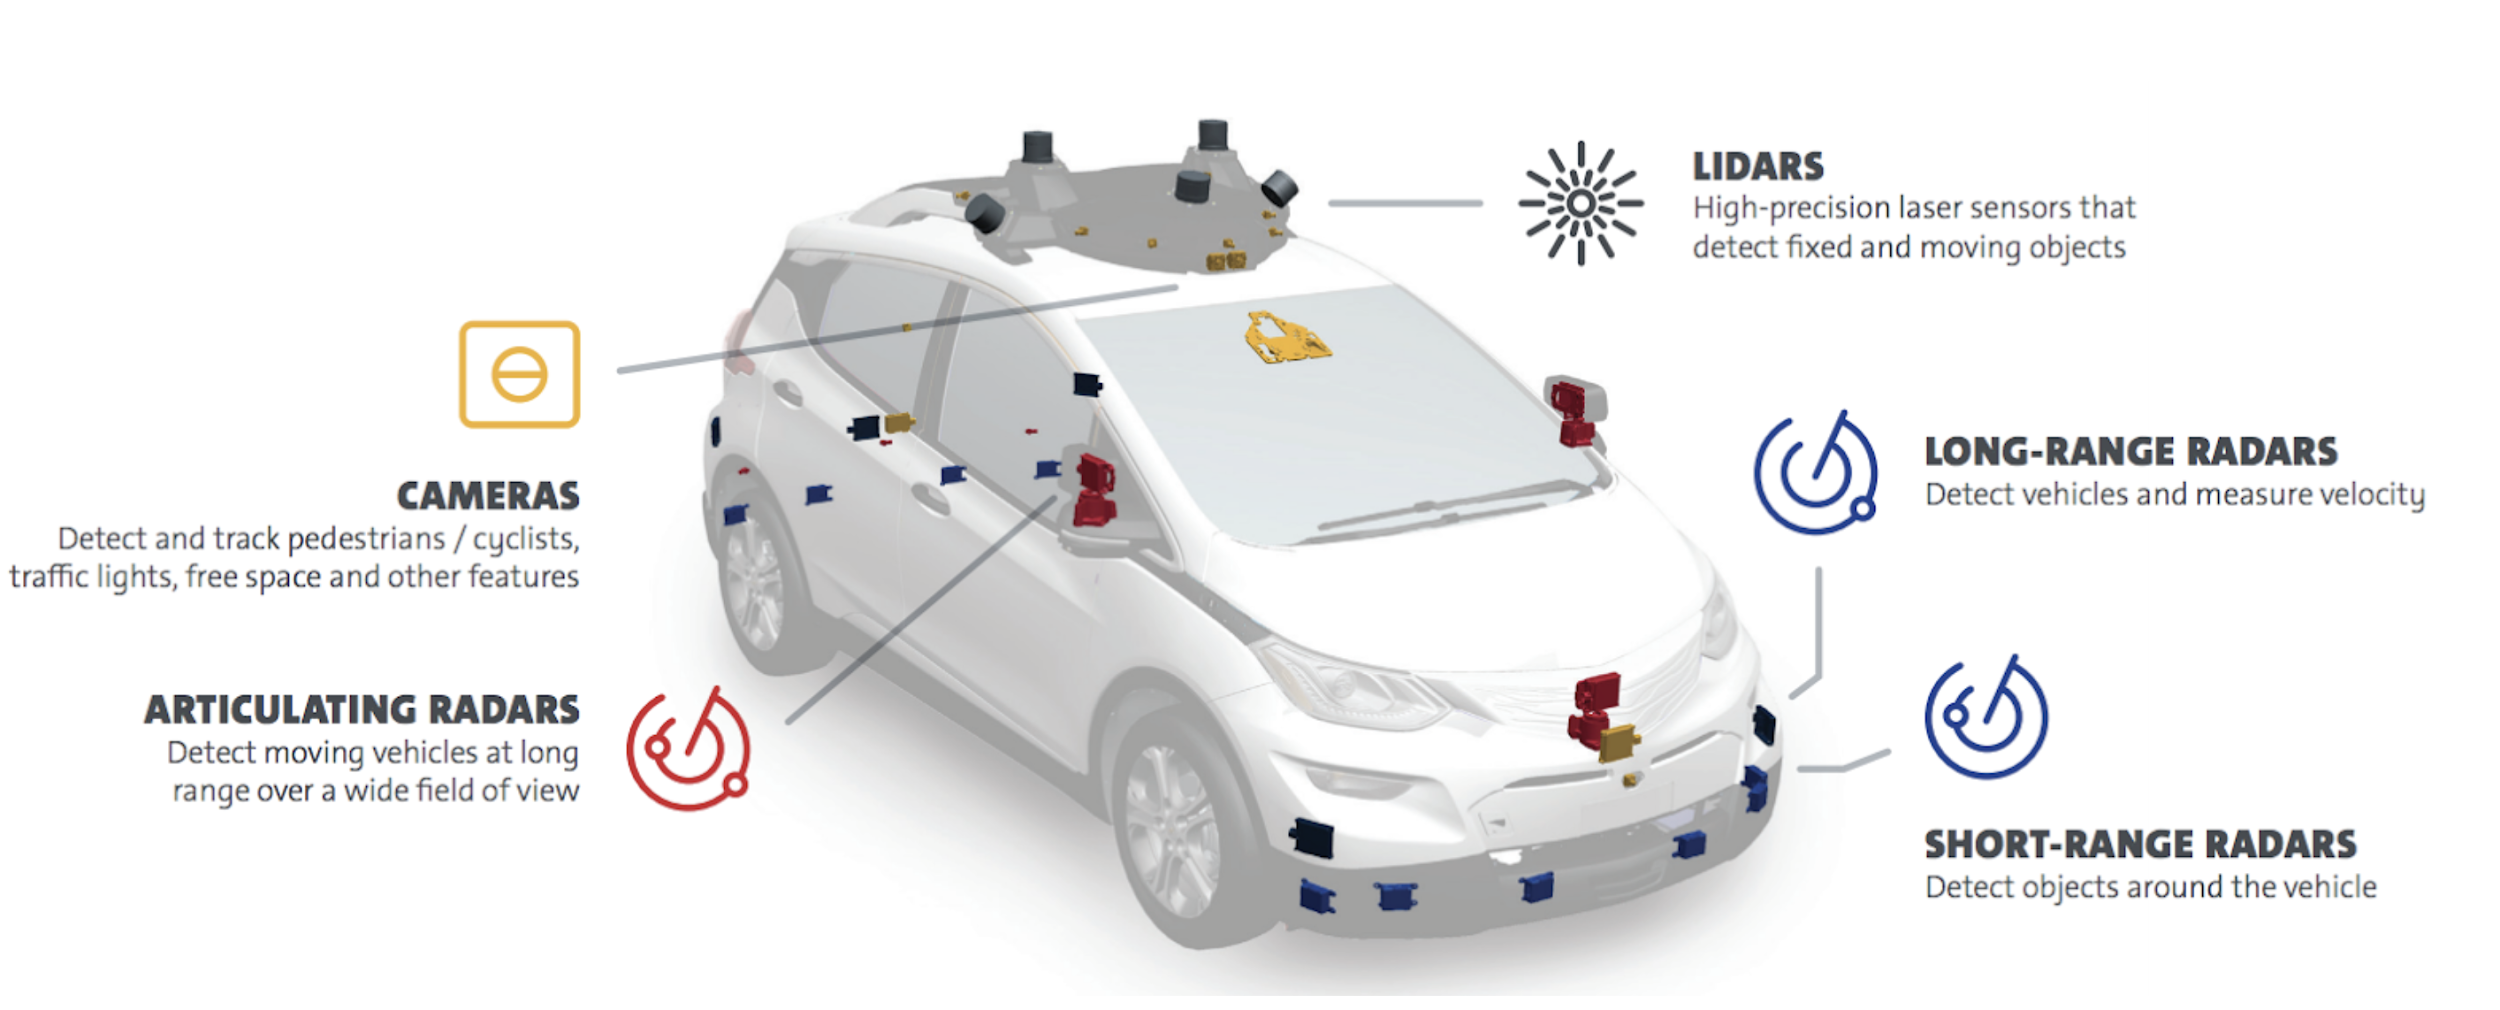 LIDARS
High-precision laser sensors that
detect fixed and moving objects
CAMERAS
Detect and track pedestrians / cyclists,
traffic lights, free space and other features
LONG-RANGE RADARS
Detect vehicles and measure velocity
ARTICULATING RADARS
Detect moving vehicles at long
range over a wide field of view
SHORT-RANGE RADARS
Detect objects around the vehicle